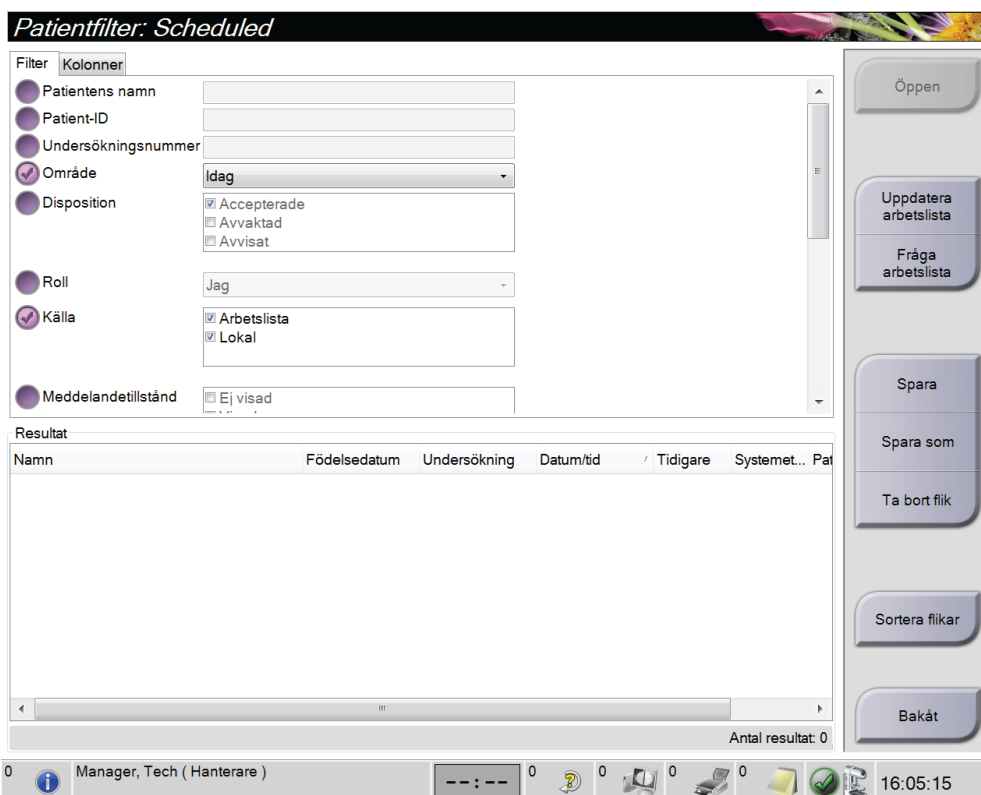 Patientfilter: Scheduled
Filter Kolonner
Patientens namn
Patient-ID
Undersökningsnummer
Område Idag
Disposition Accepterade
Avvaktad
Avvisat
Roll Jag
Källa Arbetslista
Lokal
Meddelandetillstånd Ej visad
Resultat
Namn Födelsedatum Undersökning Datum/tid Tidigare Systemet... Pat
Antal resultat: 0
Öppen
Uppdatera
arbetslista
Fråga
arbetslista
Spara
Spara som
Ta bort flik
Sortera flikar
Bakåt
0 Manager, Tech ( Hanterare ) --:-- 0 0 0 0 16:05:15